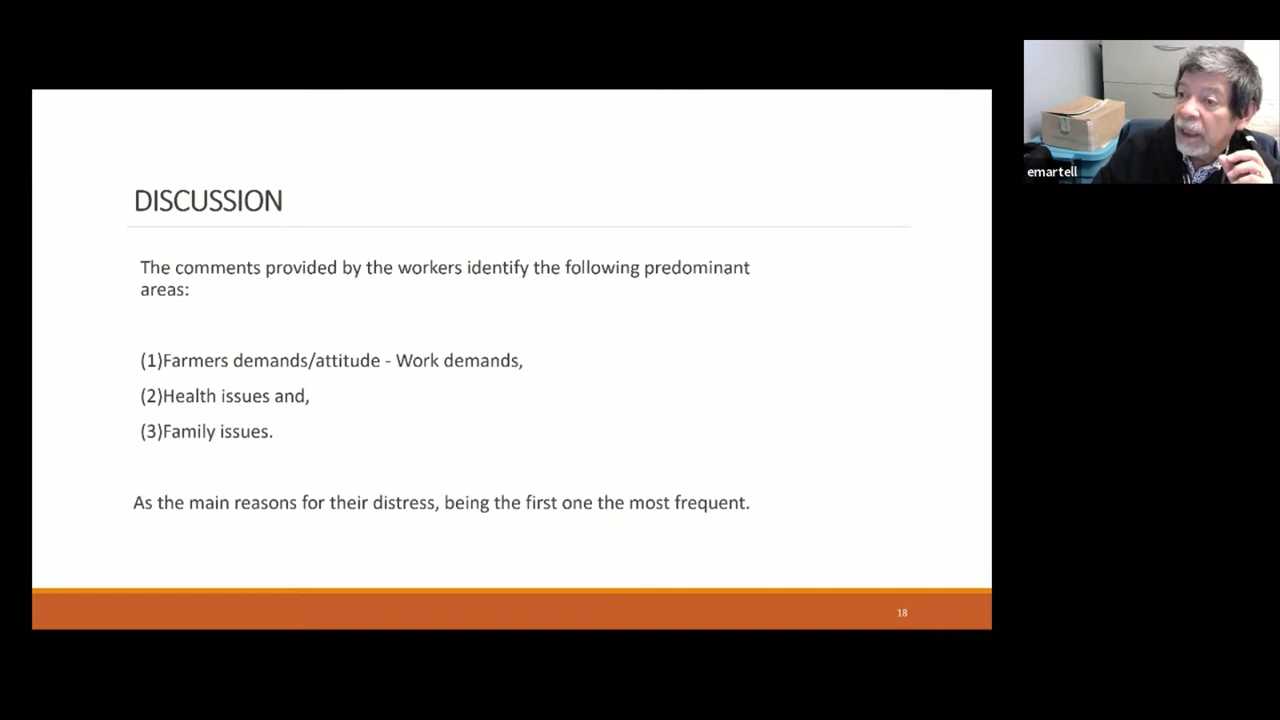 emartell
DISCUSSION
The comments provided by the workers identify the following predominant
areas:
(1)Farmers demands/attitude - Work demands,
(2)Health issues and,
(3)Family issues.
As the main reasons for their distress, being the first one the most frequent.
18